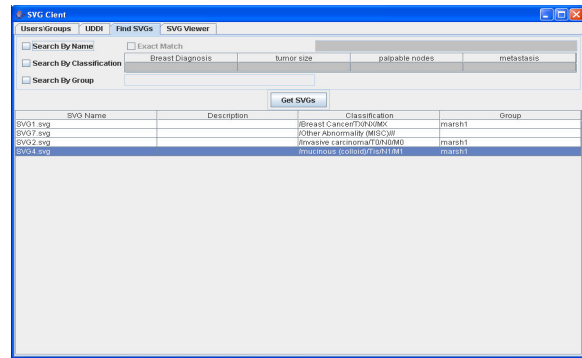 SVG Client
Users\Groups UDDI Find SVGs SVG Viewer
Search By Name Exact Match
Search By Classification Breast Diagnosis tumor size palpable nodes metastasis
Search By Group
Get SVGs
SVG Name Description Classification Group
SVG1.svg /Breast Cancer/TX/NX/MX marsh1
SVG7.svg /Other Abnormality (MISC)///
SVG2.svg /Invasive carcinoma/T0/N0/M0 marsh1
SVG4.svg /mucinous (colloid)/Tis/N1/M1 marsh1